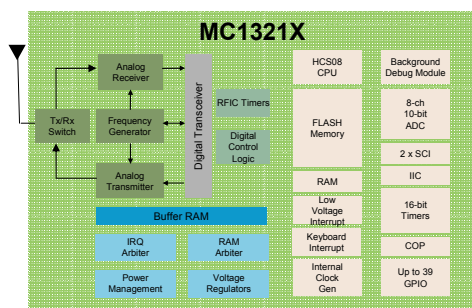 MC1321X
Analog
Receiver
Tx/Rx
Switch
Frequency
Generator
Analog
Transmitter
Digital Transceiver
RFIC Timers
Digital
Control
Logic
Buffer RAM
IRQ
Arbiter
RAM
Arbiter
Power
Management
Voltage
Regulators
HCS08
CPU
FLASH
Memory
RAM
Low
Voltage
Interrupt
Keyboard
Interrupt
Internal
Clock
Gen
Background
Debug Module
8-ch
10-bit
ADC
2 x SCI
IIC
16-bit
Timers
COP
Up to 39
GPIO